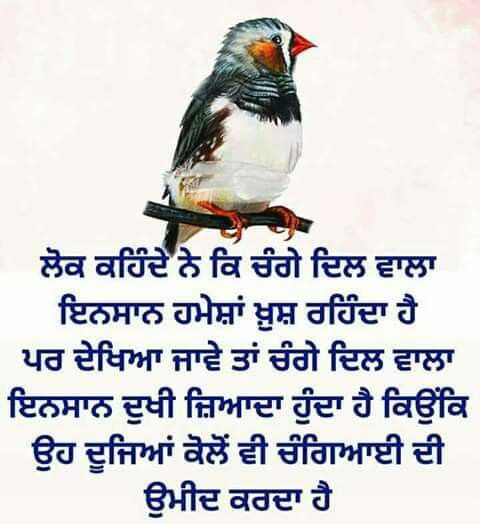 ਲੋਕ ਕਹਿੰਦੇ ਨੇ ਕਿ ਚੰਗੇ ਦਿਲ ਵਾਲਾ
ਇਨਸਾਨ ਹਮੇਸ਼ਾਂ ਖ਼ੁਸ਼ ਰਹਿੰਦਾ ਹੈ
ਪਰ ਦੇਖਿਆ ਜਾਵੇ ਤਾਂ ਚੰਗੇ ਦਿਲ ਵਾਲਾ
ਇਨਸਾਨ ਦੁਖੀ ਜ਼ਿਆਦਾ ਹੁੰਦਾ ਹੈ ਕਿਉਂਕਿ
ਉਹ ਦੂਜਿਆਂ ਕੋਲੋਂ ਵੀ ਚੰਗਿਆਈ ਦੀ
ਉਮੀਦ ਕਰਦਾ ਹੈ